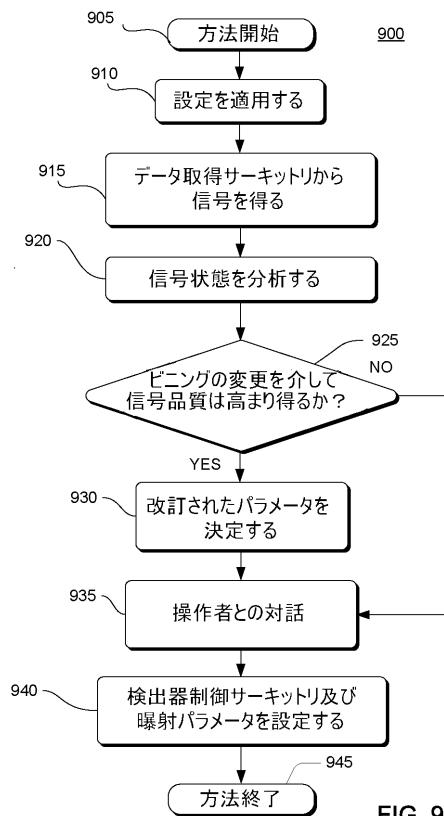 905
方法開始
900
910
設定を適用する
915
データ取得サーキットリから
信号を得る
920
信号状態を分析する
925
ビニングの変更を介して
信号品質は高まり得るか？
NO
YES
930
改訂されたパラメータを
決定する
935
操作者との対話
940
検出器制御サーキットリ及び
曝射パラメータを設定する
945
方法終了
FIG. 9